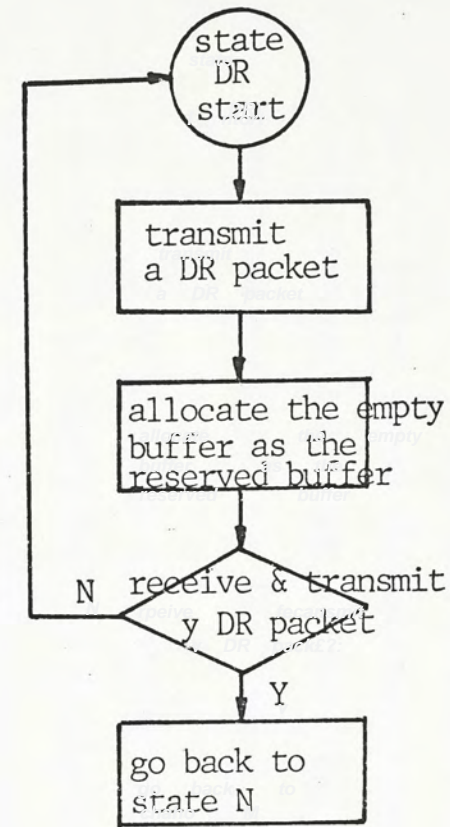 state
DR
start
transmit
a DR packet
allocate the empty
buffer as the
reserved buffer
N
receive & transmit
y DR packet
Y
go back to
state N